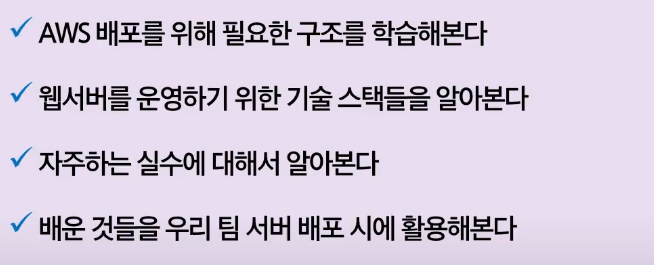 AWS 배포를 위해 필요한 구조를 학습해본다
웹서버를 운영하기 위한 기술 스택들을 알아본다
자주하는 실수에 대해서 알아본다
배운 것들을 우리 팀 서버 배포 시에 활용해본다